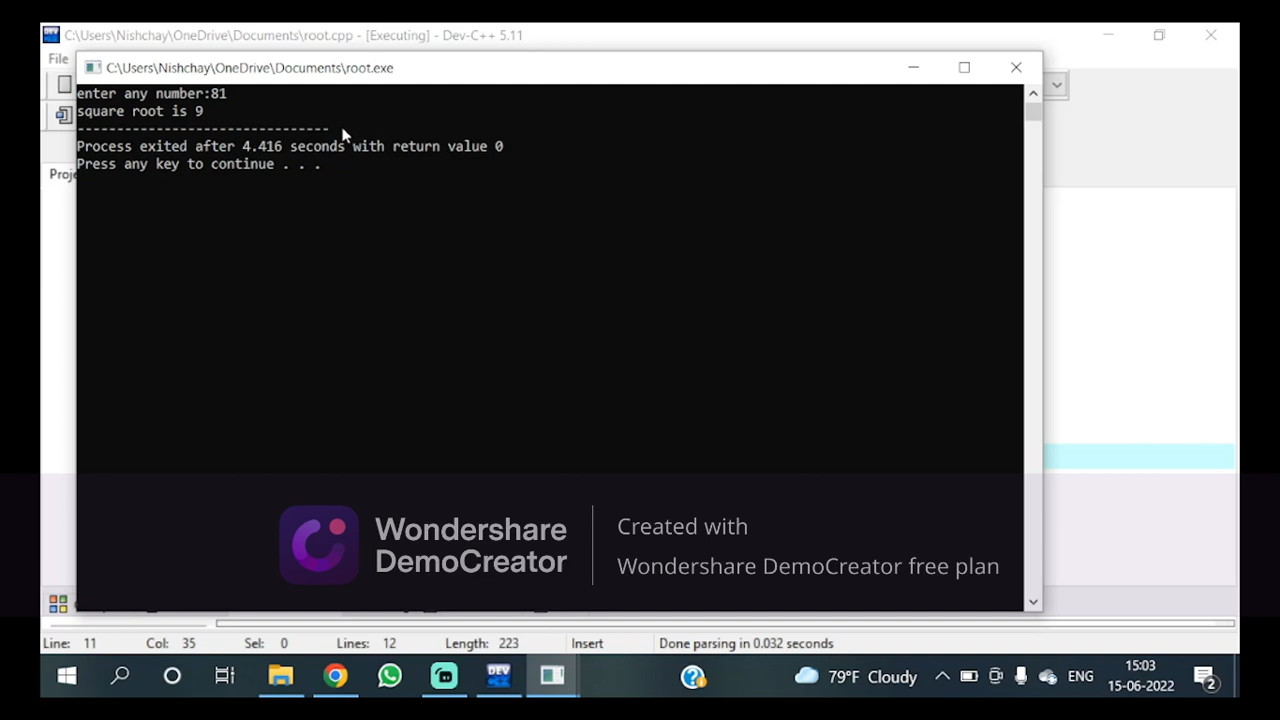 C:\Users\Nishchay\OneDrive\Documents\root.cpp - [Executing] - Dev-C++ 5.11
File
C:\Users\Nishchay\OneDrive\Documents\root.exe
enter any number:81
square root is 9
--------------------------------
Process exited after 4.416 seconds with return value 0
Press any key to continue . . .
Proje
Wondershare
DemoCreator
Created with
Wondershare DemoCreator free plan
Line: 11 Col: 35 Sel: 0 Lines: 12 Length: 223 Insert Done parsing in 0.032 seconds
DEV
79°F Cloudy
ENG
15:03
15-06-2022
2